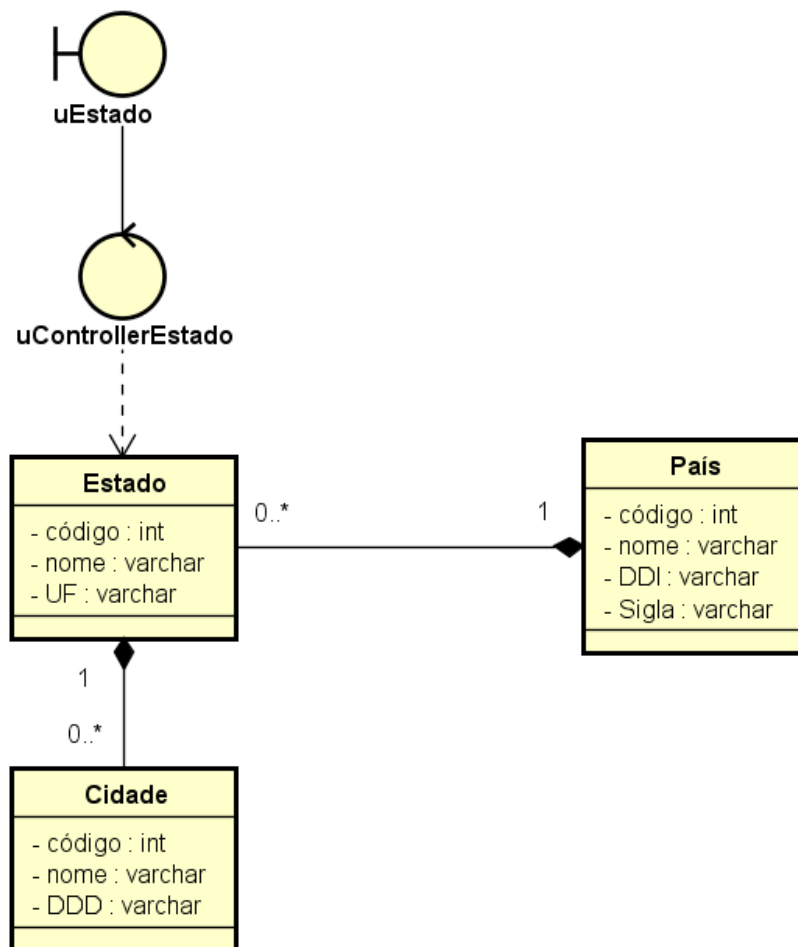 uEstado
uControllerEstado
Estado
- código : int
- nome : varchar
- UF : varchar
0..*
1
País
- código : int
- nome : varchar
- DDI : varchar
- Sigla : varchar
1
0..*
Cidade
- código : int
- nome : varchar
- DDD : varchar